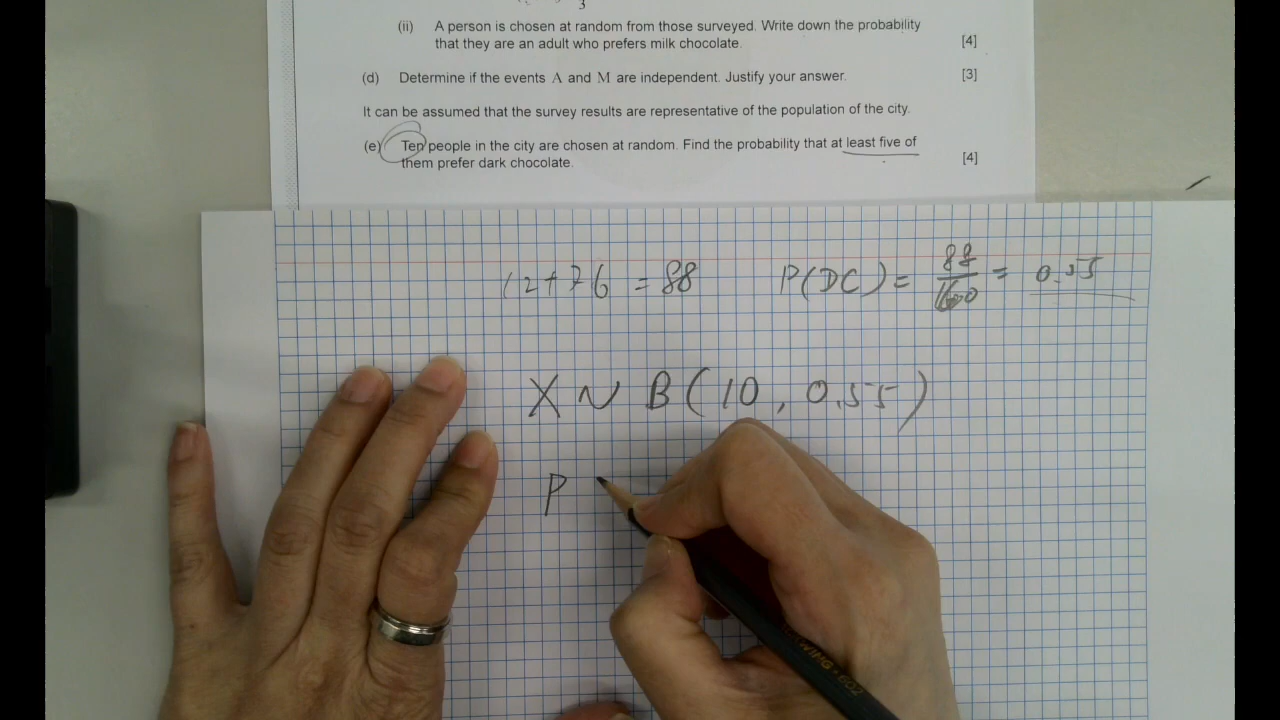 (ii) A person is chosen at random from those surveyed. Write down the probability
that they are an adult who prefers milk chocolate. [4]
(d) Determine if the events A and M are independent. Justify your answer. [3]
It can be assumed that the survey results are representative of the population of the city.
(e) Ten people in the city are chosen at random. Find the probability that at least five of
them prefer dark chocolate. [4]
12+76 = 88 P(DC) = 88/160 = 0.55
X ~ B(10, 0.55)
P